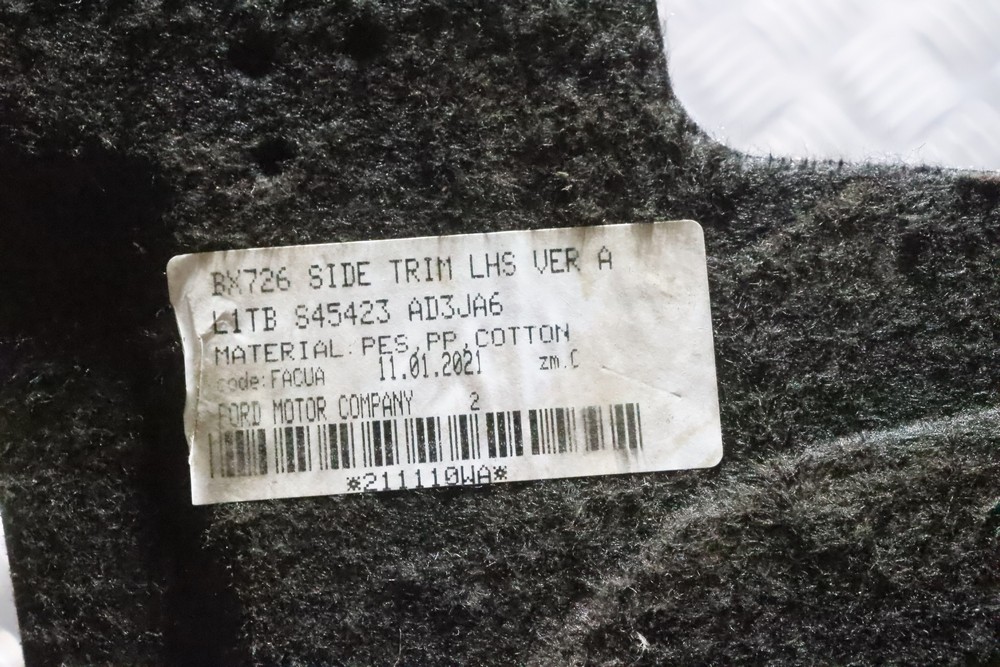 BX726 SIDE TRIM LHS VER A
L1TB S45423 AD3JA6
MATERIAL: PES,PP,COTTON
code:FACUA 11.01.2021 zm.C
FORD MOTOR COMPANY 2
*211110WA*